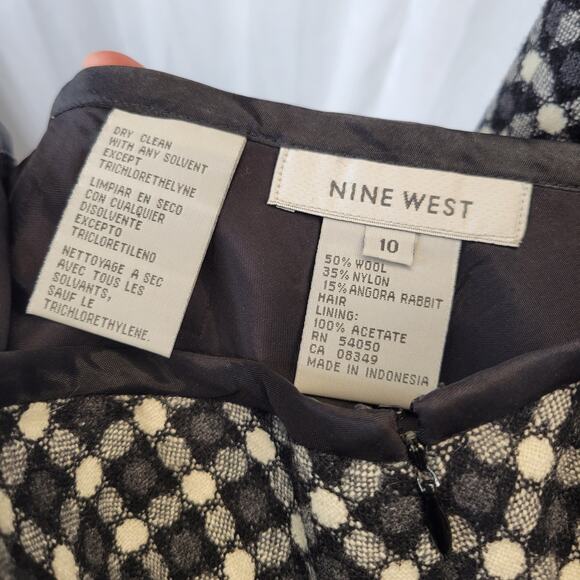 DRY CLEAN
WITH ANY SOLVENT
EXCEPT
TRICHLORETHELYNE
LIMPIAR EN SECO
CON CUALQUIER
DISOLVENTE
EXCEPTO
TRICLORETILENO
NETTOYAGE A SEC
AVEC TOUS LES
SOLVANTS,
SAUF LE
TRICHLORETHYLENE.
NINE WEST
10
50% WOOL
35% NYLON
15% ANGORA RABBIT
HAIR
LINING:
100% ACETATE
RN 54050
CA 08349
MADE IN INDONESIA